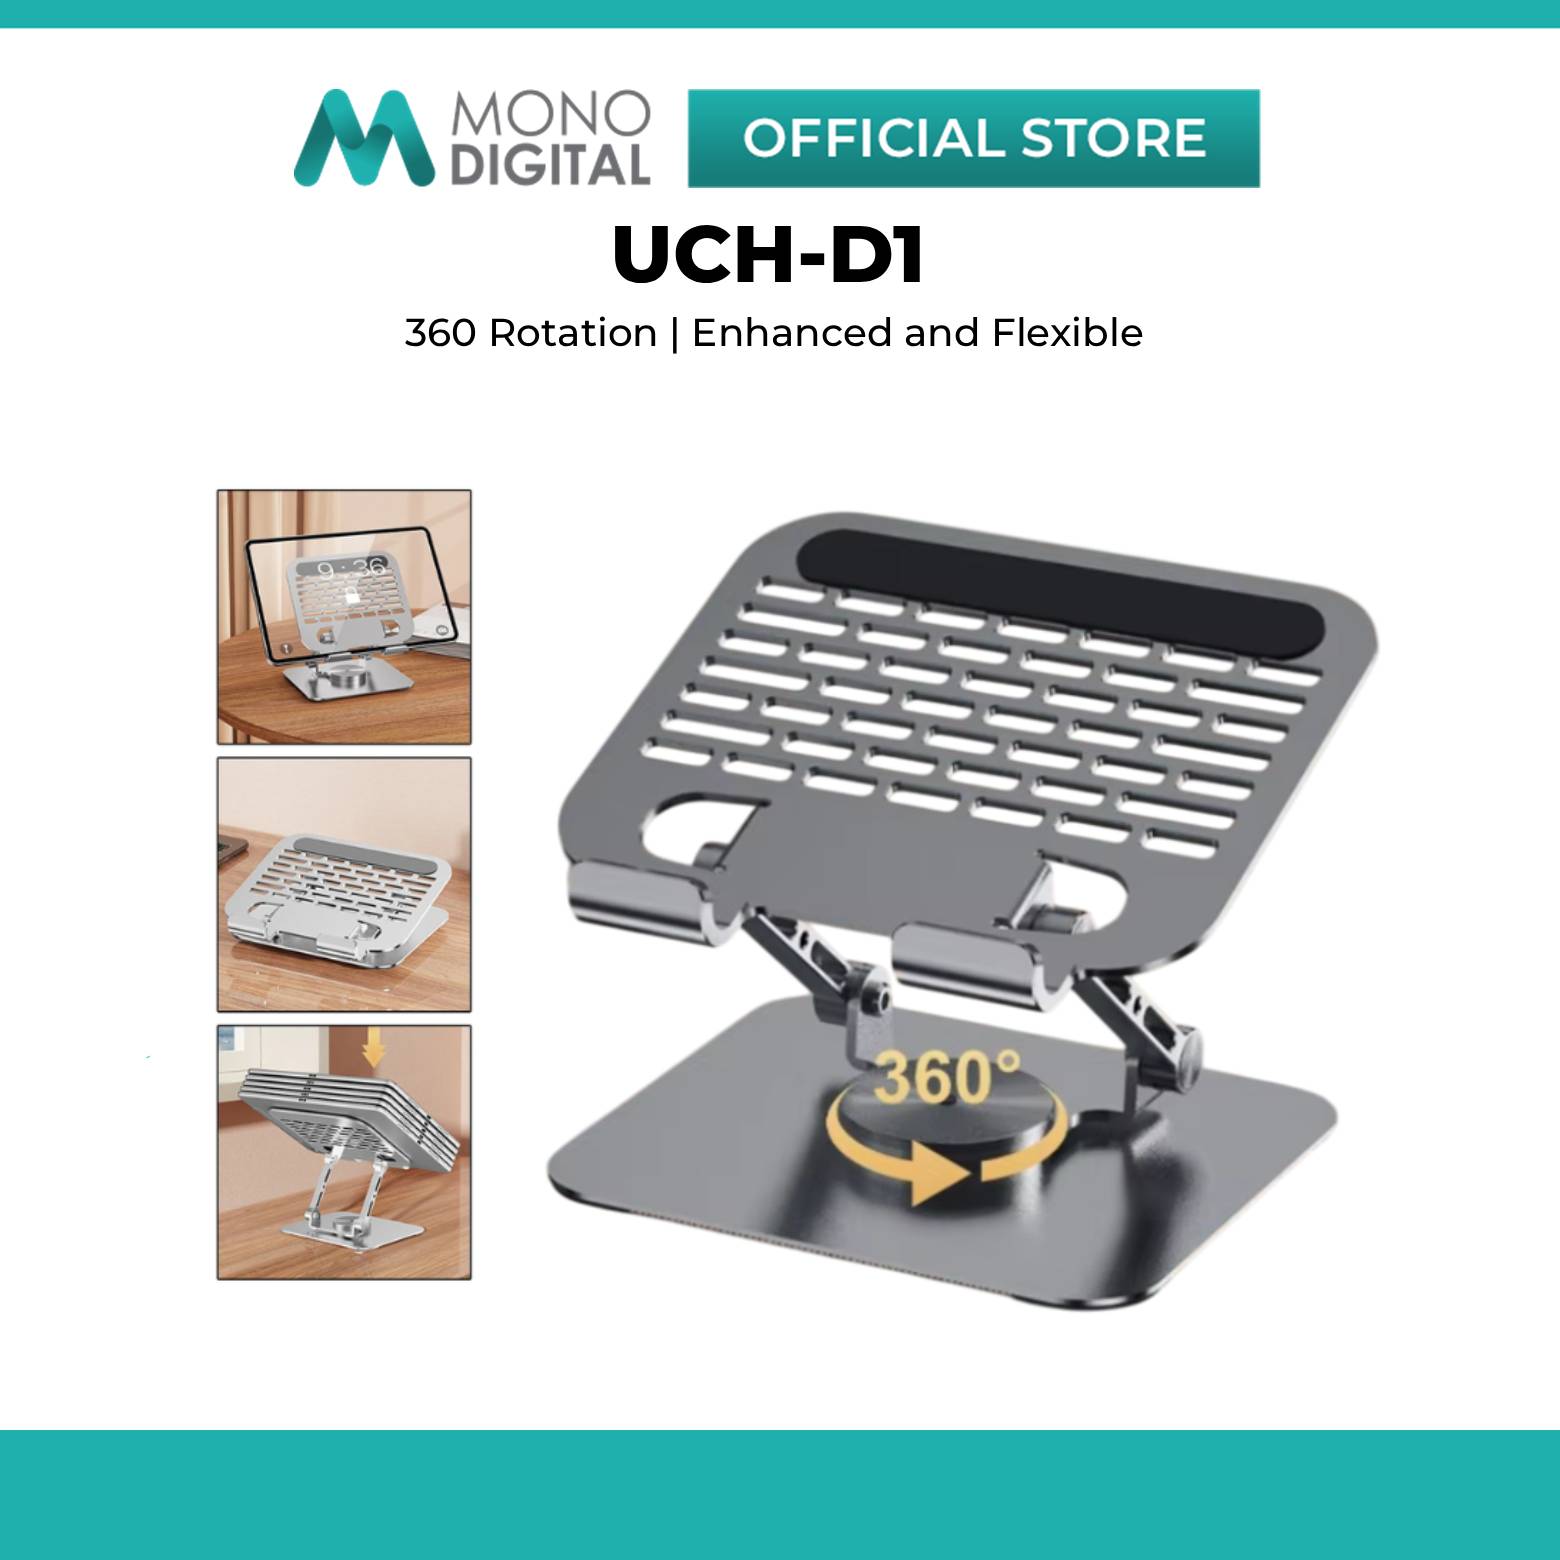 MONO
DIGITAL
OFFICIAL STORE
UCH-D1
360 Rotation | Enhanced and Flexible
9:36
360°